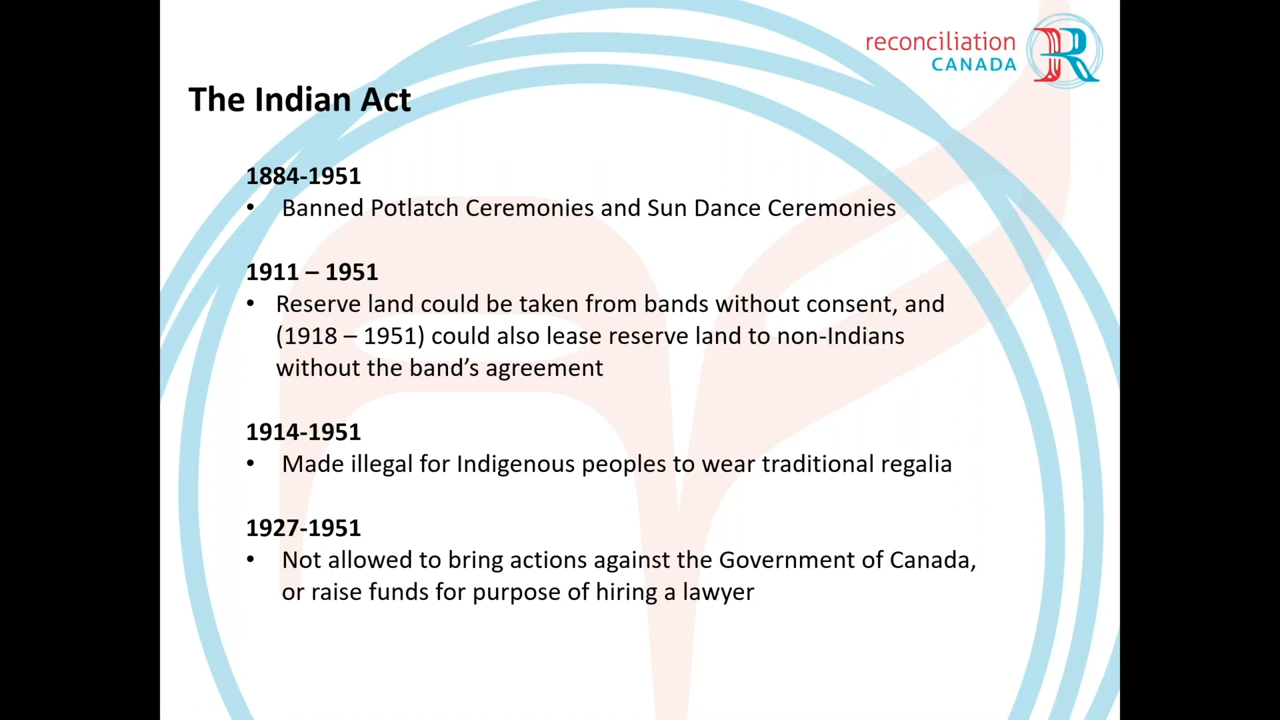 reconciliation
CANADA
The Indian Act
1884-1951
• Banned Potlatch Ceremonies and Sun Dance Ceremonies
1911 – 1951
• Reserve land could be taken from bands without consent, and
(1918 – 1951) could also lease reserve land to non-Indians
without the band’s agreement
1914-1951
• Made illegal for Indigenous peoples to wear traditional regalia
1927-1951
• Not allowed to bring actions against the Government of Canada,
or raise funds for purpose of hiring a lawyer